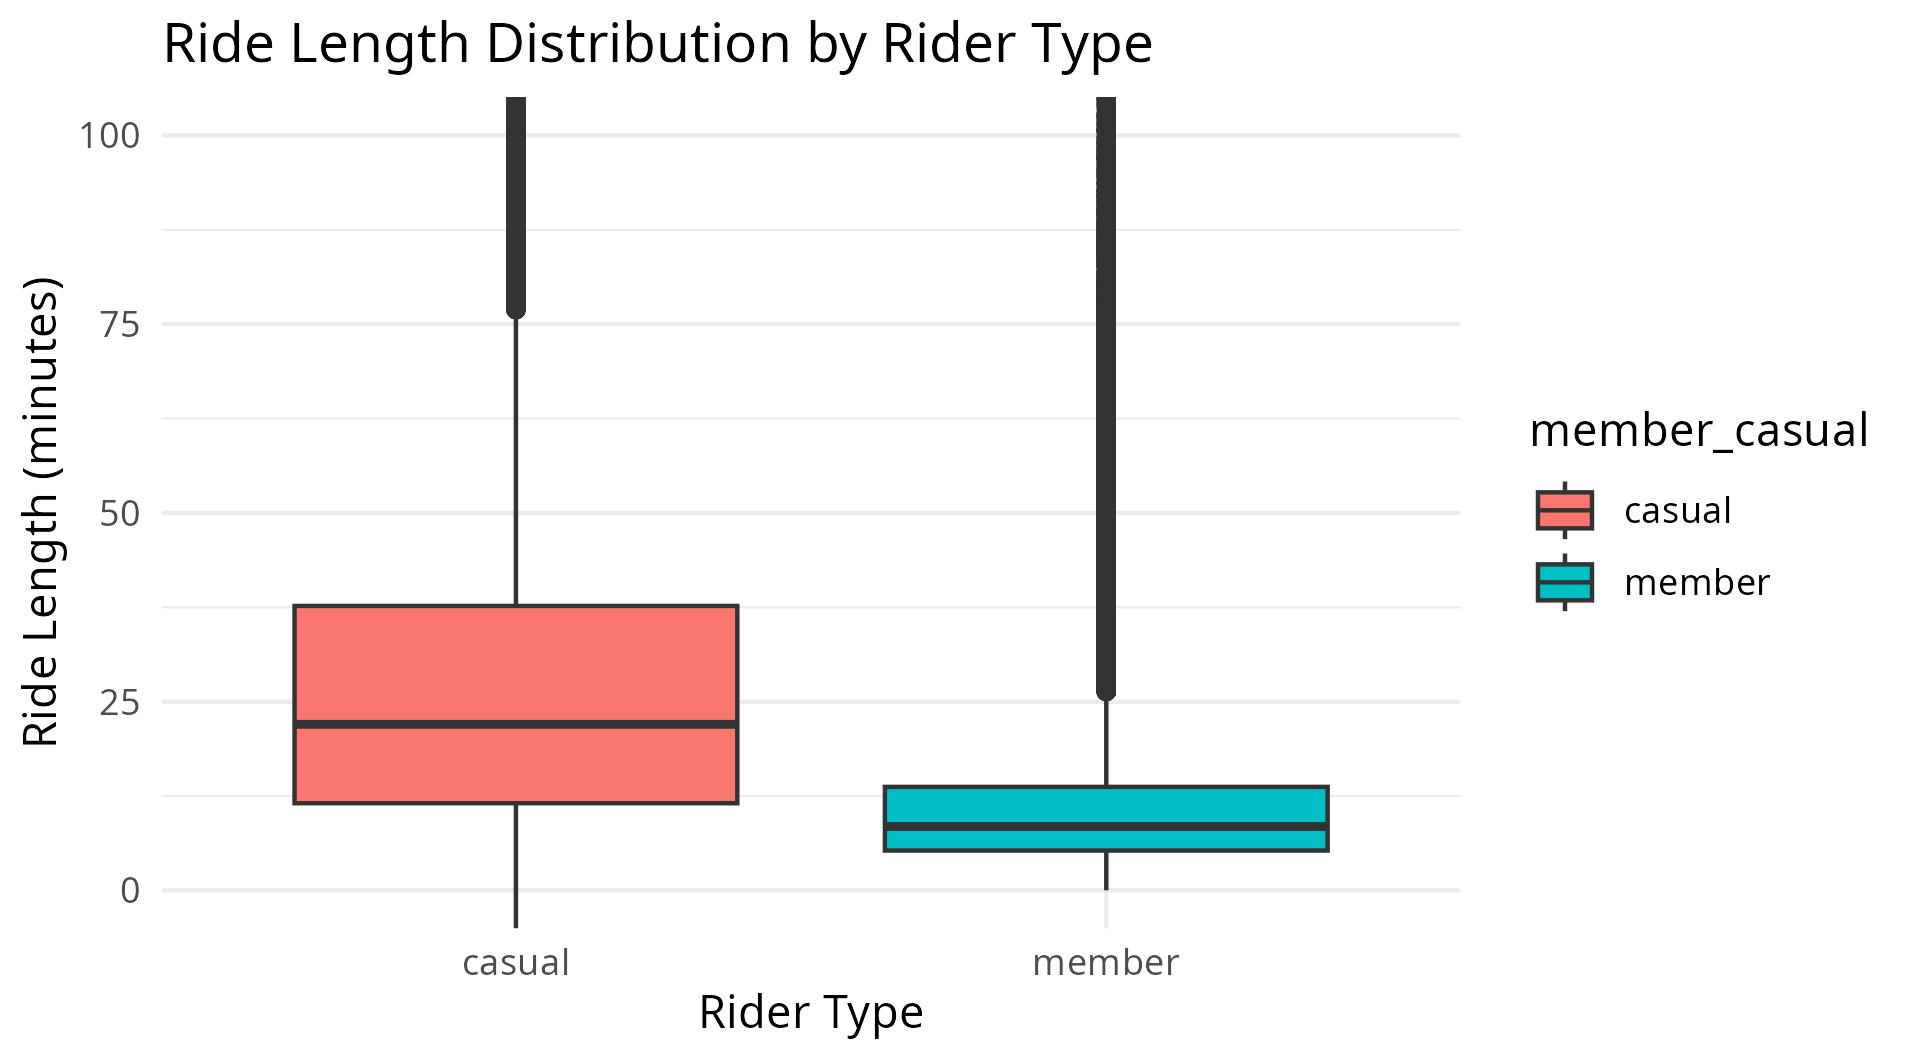 Ride Length Distribution by Rider Type
Ride Length (minutes)
100
75
50
25
0
casual
member
Rider Type
member_casual
casual
member